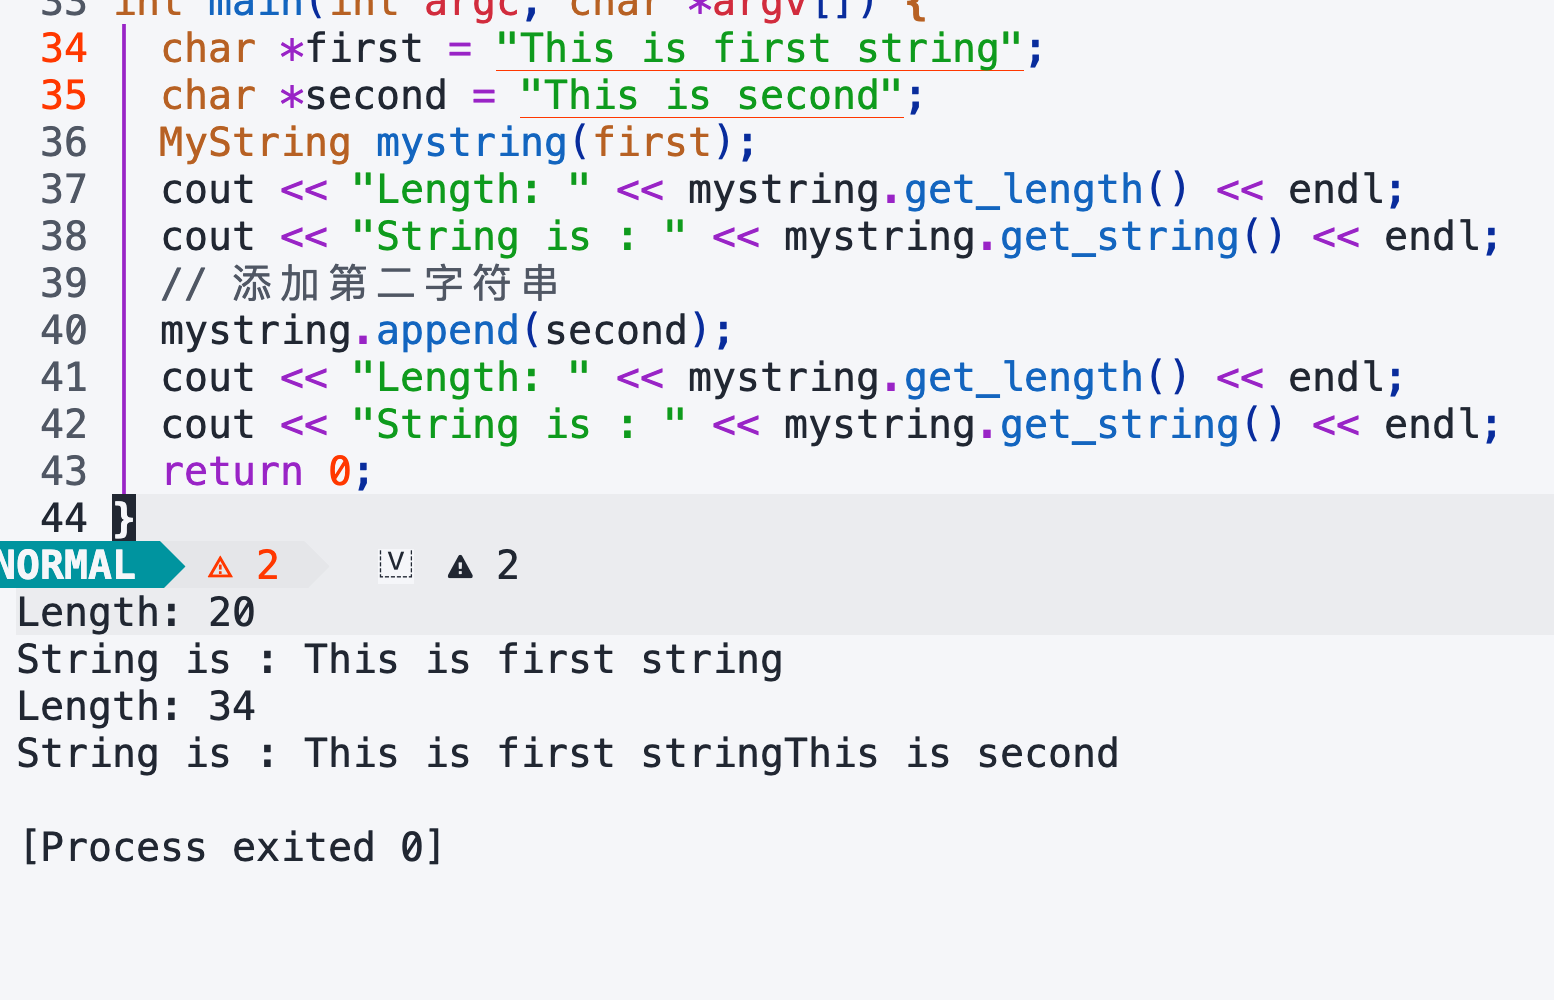 33 int main(int argc, char *argv[]) {
34 char *first = "This is first string";
35 char *second = "This is second";
36 MyString mystring(first);
37 cout << "Length: " << mystring.get_length() << endl;
38 cout << "String is : " << mystring.get_string() << endl;
39 // 添加第二字符串
40 mystring.append(second);
41 cout << "Length: " << mystring.get_length() << endl;
42 cout << "String is : " << mystring.get_string() << endl;
43 return 0;
44 }
NORMAL ⚠ 2 V ⚠ 2
Length: 20
String is : This is first string
Length: 34
String is : This is first stringThis is second
[Process exited 0]